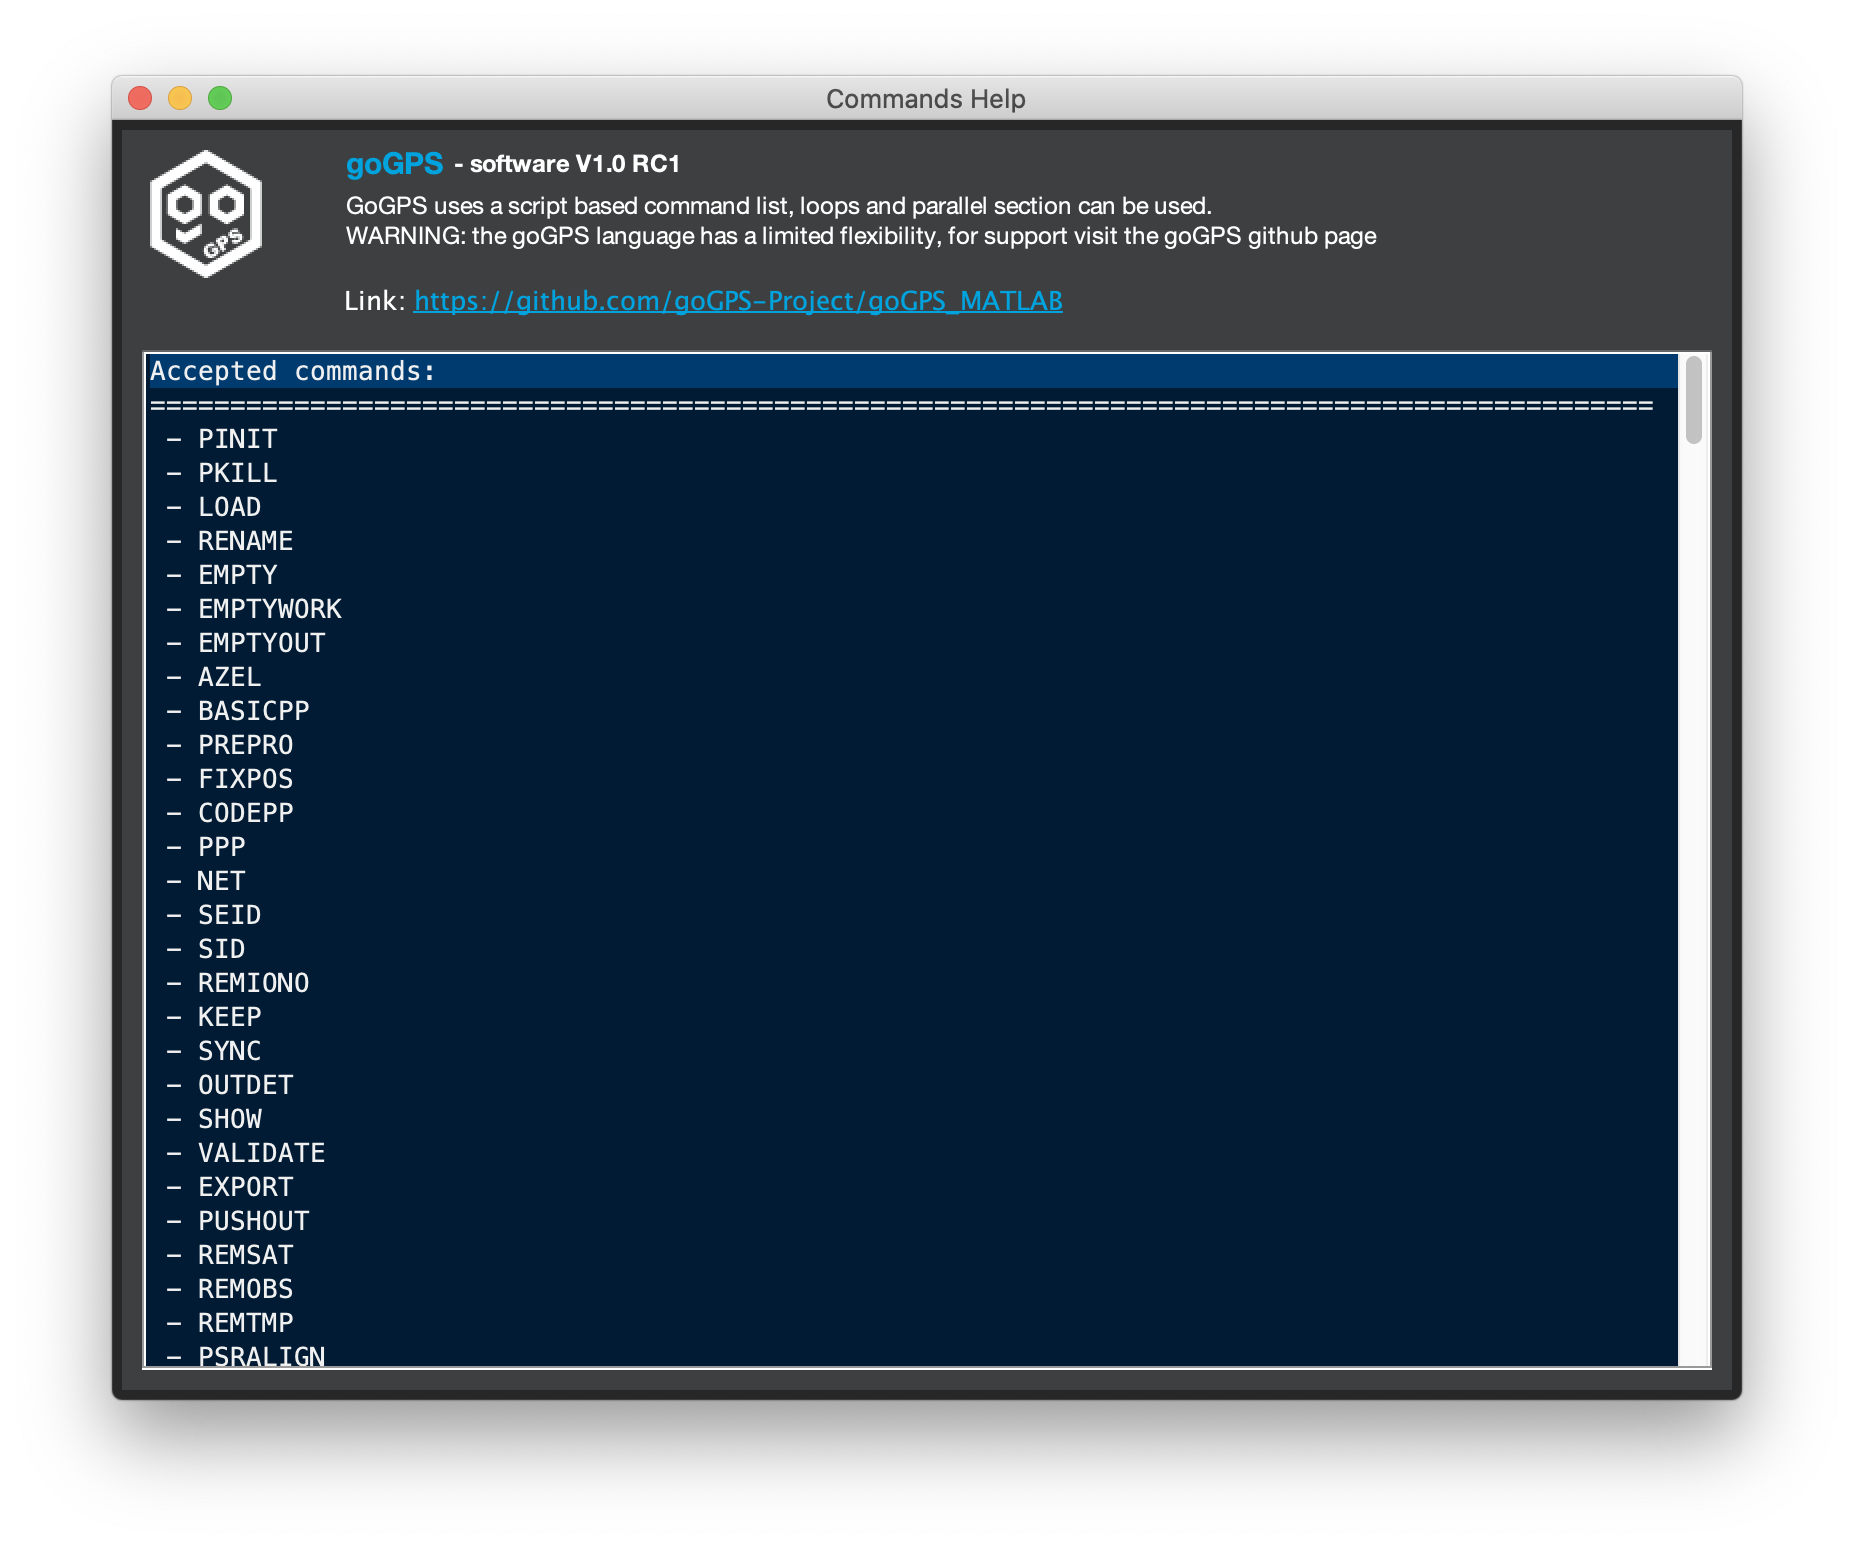 Commands Help
goGPS - software V1.0 RC1
GoGPS uses a script based command list, loops and parallel section can be used.
WARNING: the goGPS language has a limited flexibility, for support visit the goGPS github page
GPS
Link: https://github.com/goGPS-Project/goGPS_MATLAB
Accepted commands:
==============================================================================================
- PINIT
- PKILL
- LOAD
- RENAME
- EMPTY
- EMPTYWORK
- EMPTYOUT
- AZEL
- BASICPP
- PREPRO
- FIXPOS
- CODEPP
- PPP
- NET
- SEID
- SID
- REMIONO
- KEEP
- SYNC
- OUTDET
- SHOW
- VALIDATE
- EXPORT
- PUSHOUT
- REMSAT
- REMOBS
- REMTMP
- PSRALIGN